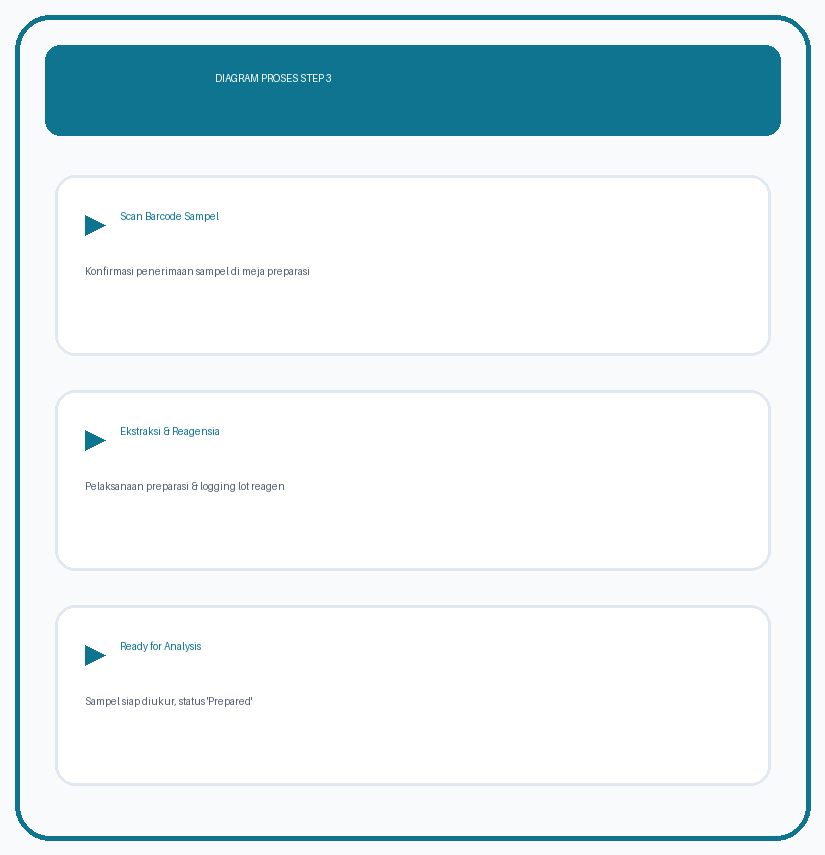 DIAGRAM PROSES STEP 3
Scan Barcode Sampel
Konfirmasi penerimaan sampel di meja preparasi
Ekstraksi & Reagensia
Pelaksanaan preparasi & logging lot reagen
Ready for Analysis
Sampel siap diukur, status 'Prepared'